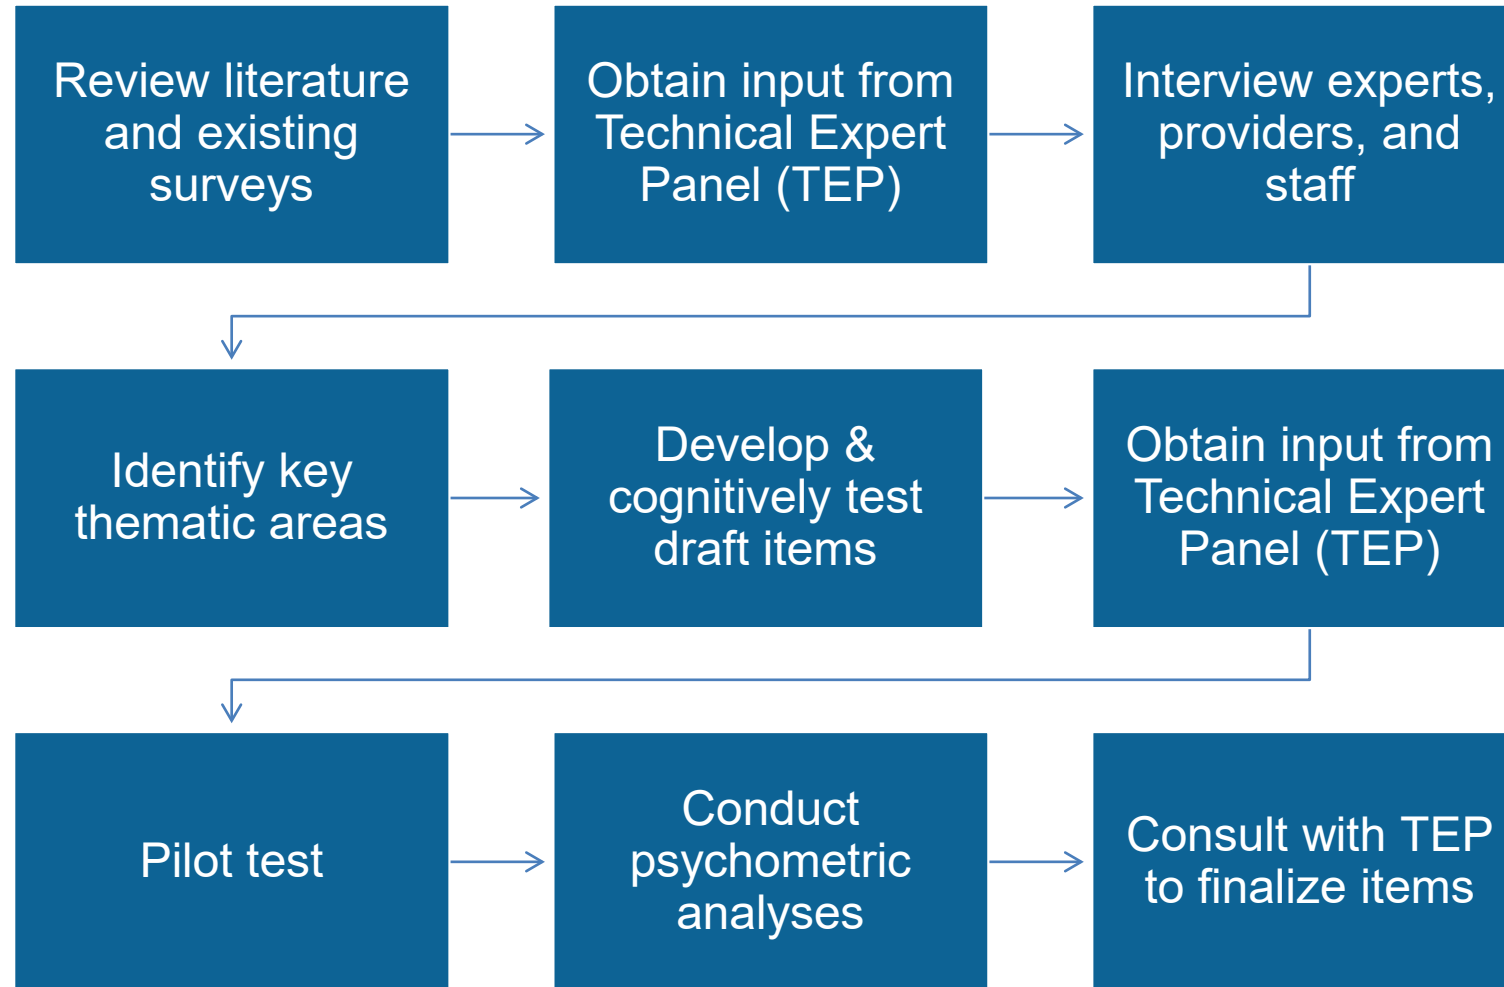 Review literature
and existing
surveys
Obtain input from
Technical Expert
Panel (TEP)
Interview experts,
providers, and
staff
Identify key
thematic areas
Develop &
cognitively test
draft items
Obtain input from
Technical Expert
Panel (TEP)
Pilot test
Conduct
psychometric
analyses
Consult with TEP
to finalize items